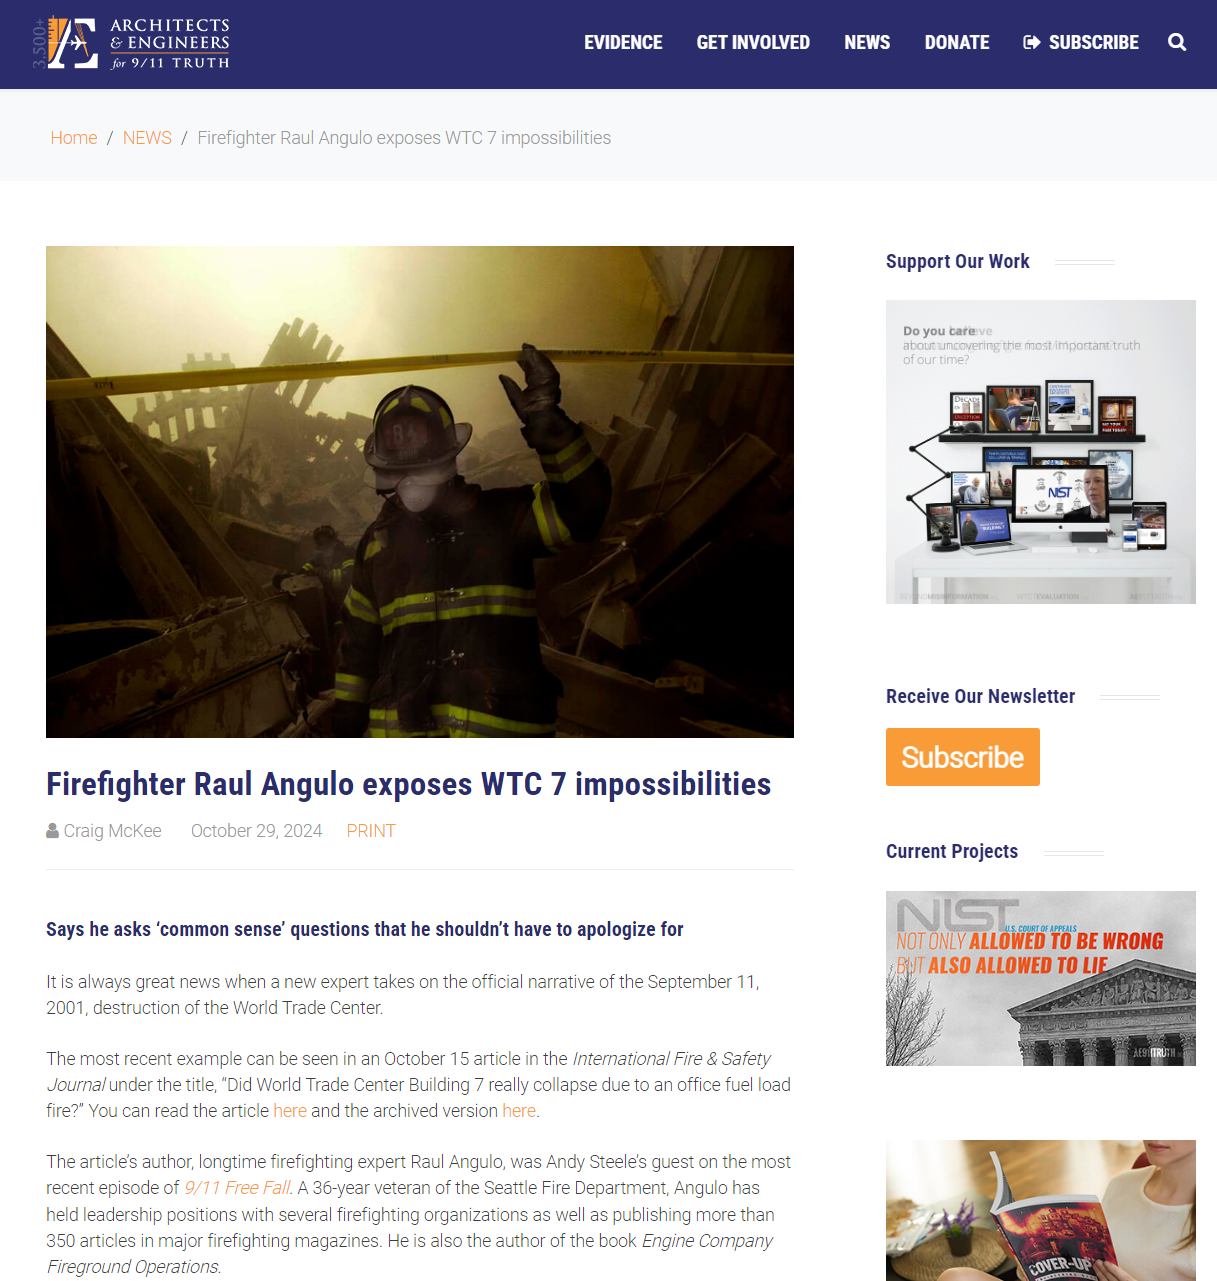 3,500+
ARCHITECTS
& ENGINEERS
for 9/11 TRUTH
EVIDENCE
GET INVOLVED
NEWS
DONATE
SUBSCRIBE
Home / NEWS / Firefighter Raul Angulo exposes WTC 7 impossibilities
Firefighter Raul Angulo exposes WTC 7 impossibilities
Craig McKee October 29, 2024 PRINT
Says he asks ‘common sense’ questions that he shouldn’t have to apologize for
It is always great news when a new expert takes on the official narrative of the September 11,
2001, destruction of the World Trade Center.
The most recent example can be seen in an October 15 article in the International Fire & Safety
Journal under the title, “Did World Trade Center Building 7 really collapse due to an office fuel load
fire?” You can read the article here and the archived version here.
The article’s author, longtime firefighting expert Raul Angulo, was Andy Steele’s guest on the most
recent episode of 9/11 Free Fall. A 36-year veteran of the Seattle Fire Department, Angulo has
held leadership positions with several firefighting organizations as well as publishing more than
350 articles in major firefighting magazines. He is also the author of the book Engine Company
Fireground Operations.
Support Our Work
Do you care
about uncovering the most important truth
of our time?
DECADE
DECEPTION
NIST
Receive Our Newsletter
Subscribe
Current Projects
NIST
U.S. COURT OF APPEALS
NOT ONLY ALLOWED TO BE WRONG
BUT ALSO ALLOWED TO LIE
AE911TRUTH
COVER-UP